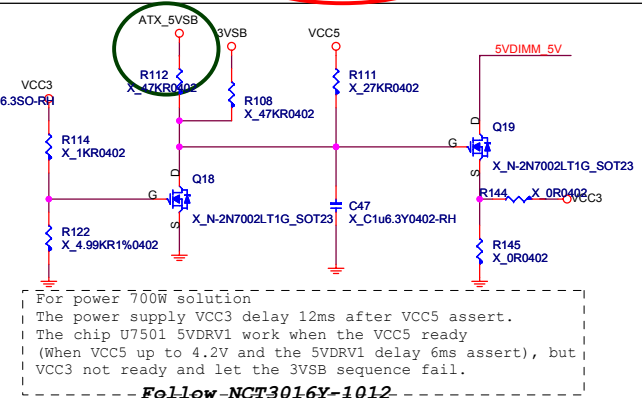 ATX_5VSB
3VSB
VCC5
5VDIMM_5V
VCC3
6.3SO-RH
R112
X_47KR0402
R108
X_47KR0402
R111
X_27KR0402
R114
X_1KR0402
D
Q19
G
X_N-2N7002LT1G_SOT23
S
D
Q18
G
X_N-2N7002LT1G_SOT23
S
C47
X_C1u6.3Y0402-RH
R144
X_0R0402
VCC3
R122
X_4.99KR1%0402
R145
X_0R0402
For power 700W solution
The power supply VCC3 delay 12ms after VCC5 assert.
The chip U7501 5VDRV1 work when the VCC5 ready
(When VCC5 up to 4.2V and the 5VDRV1 delay 6ms assert), but
VCC3 not ready and let the 3VSB sequence fail.
Follow NCT3016Y-1012